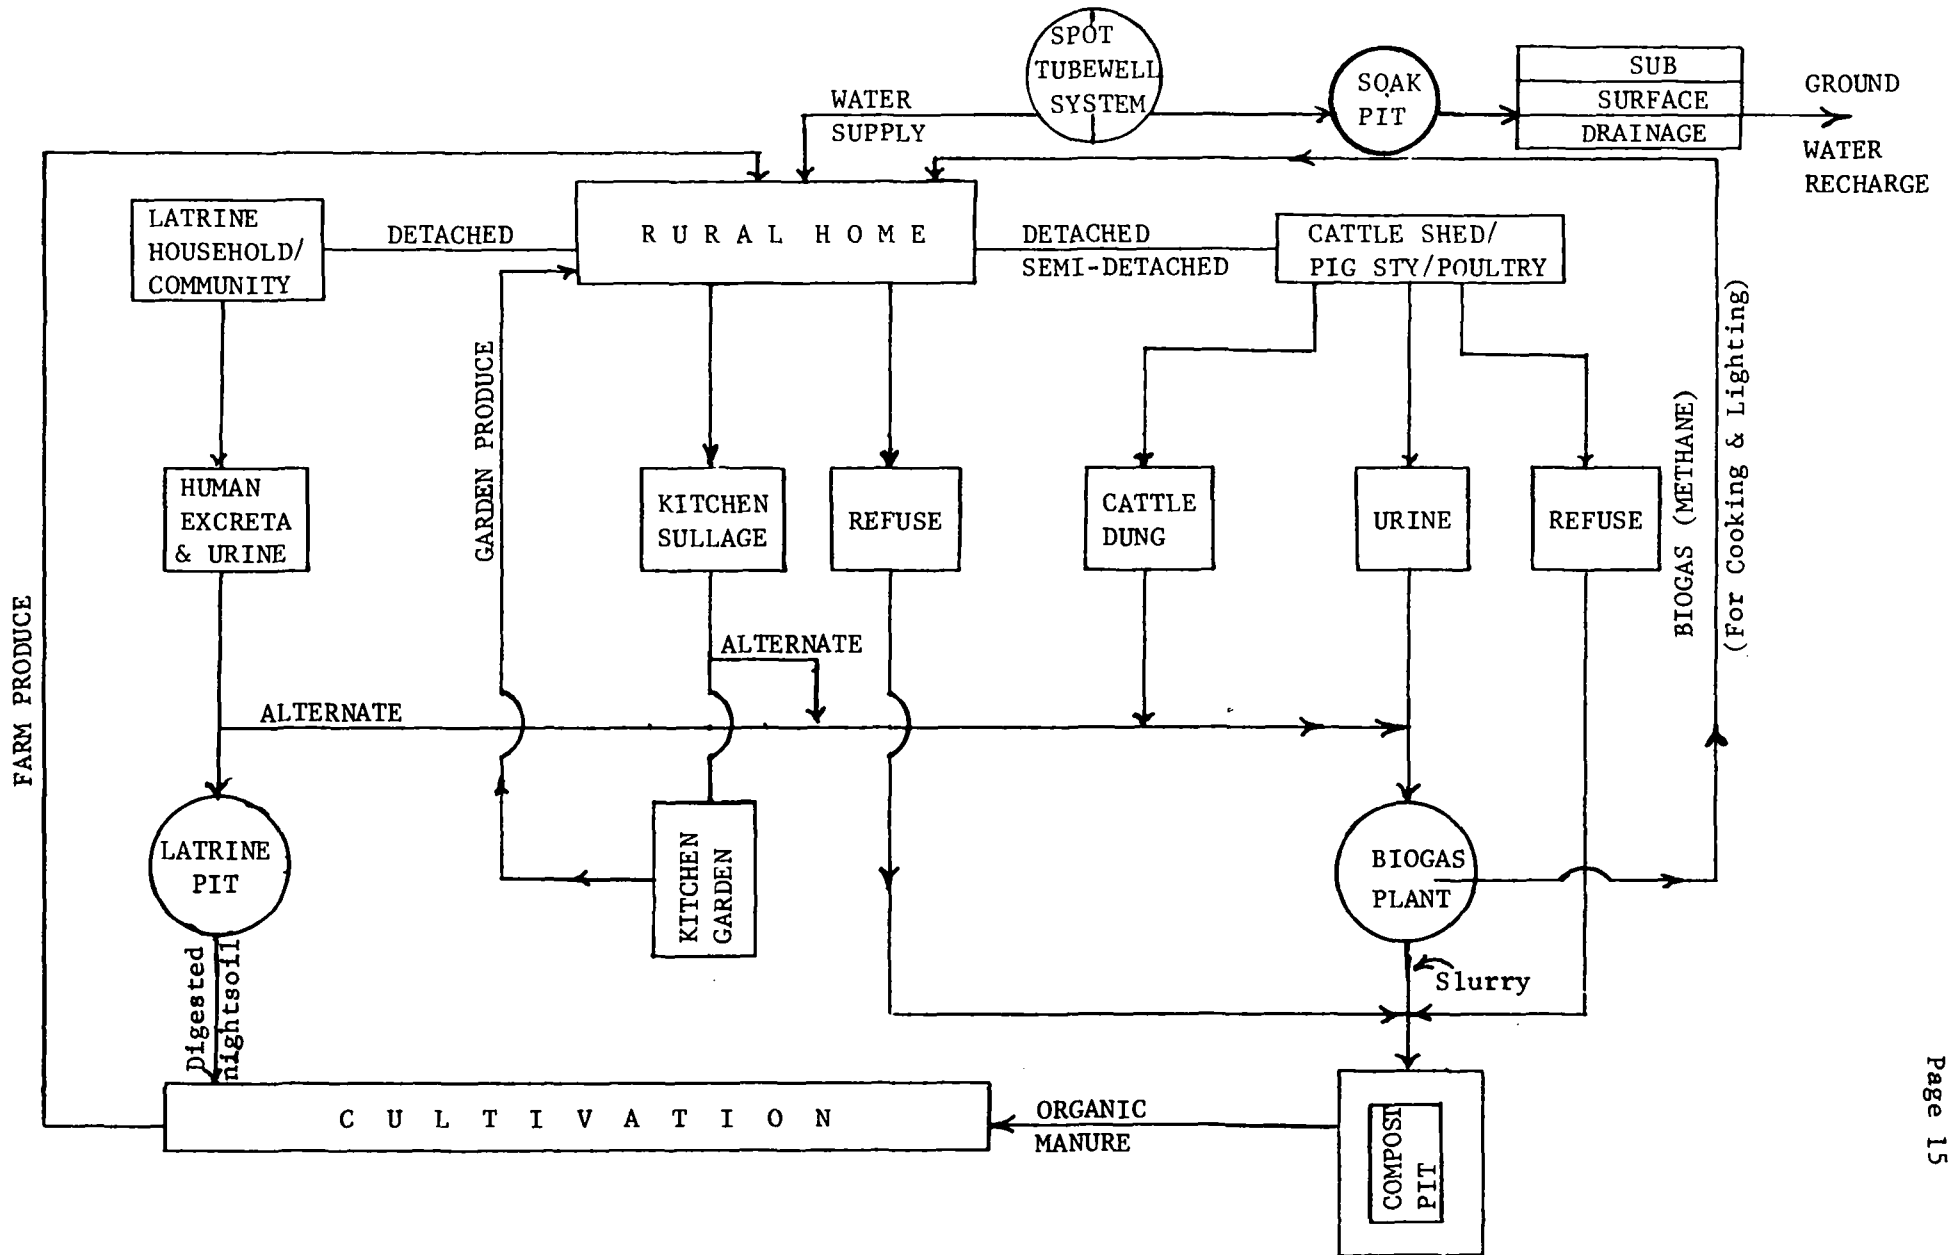 SPOT
TUBEWELL
SYSTEM
SOAK
PIT
SUB
SURFACE
DRAINAGE
GROUND
WATER
RECHARGE
WATER
SUPPLY
LATRINE
HOUSEHOLD/
COMMUNITY
DETACHED
RURAL HOME
DETACHED
SEMI-DETACHED
CATTLE SHED/
PIG STY/POULTRY
GARDEN PRODUCE
BIOGAS (METHANE)
(For Cooking & Lighting)
HUMAN
EXCRETA
& URINE
KITCHEN
SULLAGE
REFUSE
CATTLE
DUNG
URINE
REFUSE
FARM PRODUCE
ALTERNATE
ALTERNATE
LATRINE
PIT
KITCHEN
GARDEN
BIOGAS
PLANT
Digested
nightsoil
Slurry
CULTIVATION
ORGANIC
MANURE
COMPOST
PIT
Page 15